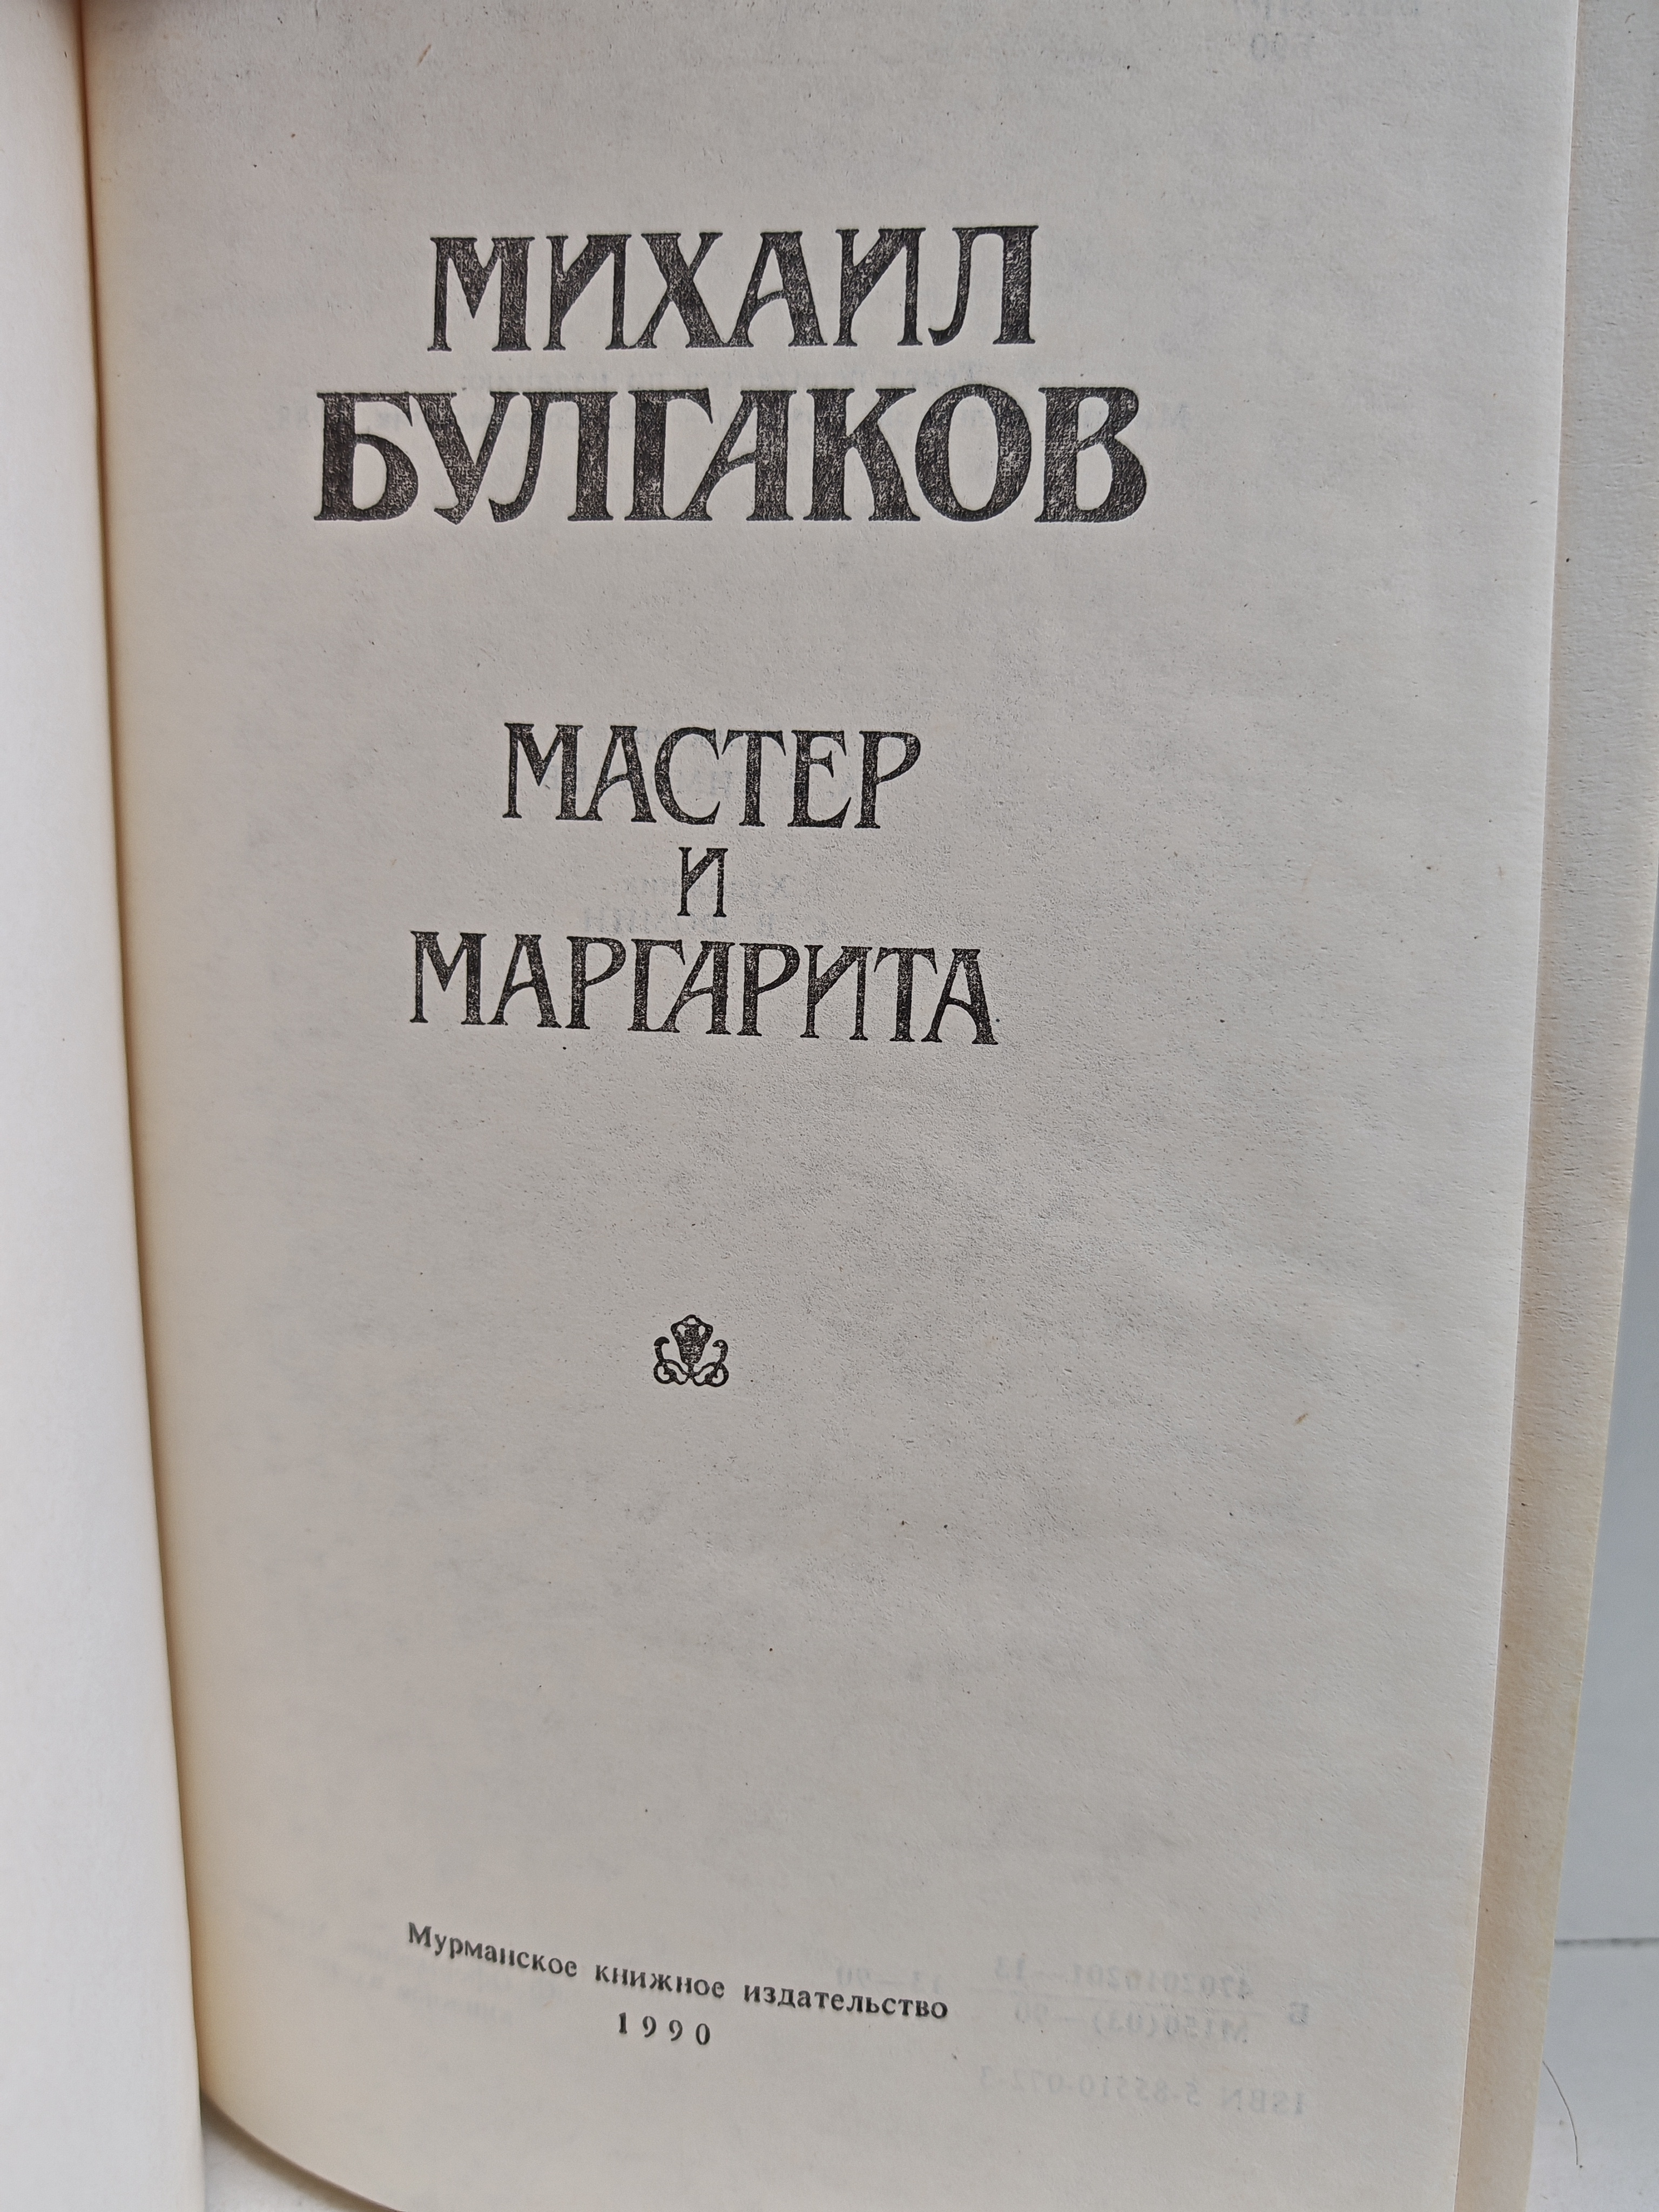 МИХАИЛ
БУЛГАКОВ
МАСТЕР
И
МАРГАРИТА
Мурманское книжное издательство
1990